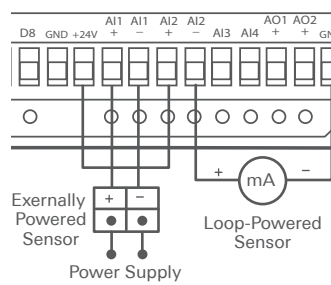 AI1 AI1 AI2 AI2 AO1 AO2
D8 GND +24V + − + − AI3 AI4 + + GN
+ −
mA
+ −
Exernally
Powered
Sensor
Loop-Powered
Sensor
Power Supply